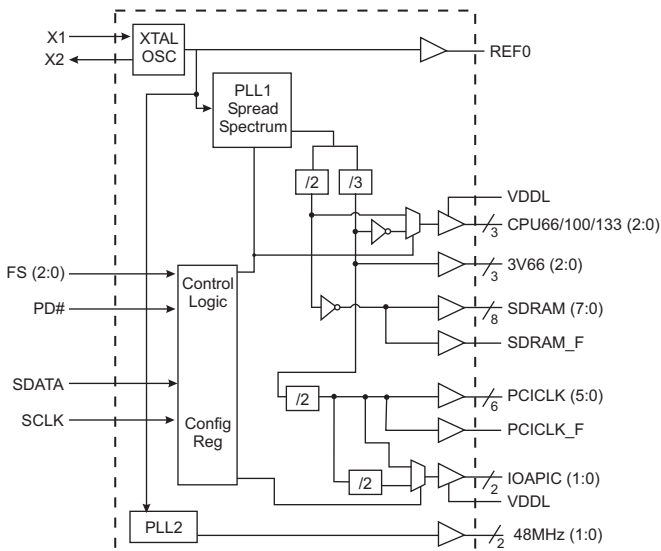 X1
X2
XTAL
OSC
REF0
PLL1
Spread
Spectrum
/2
/3
VDDL
CPU66/100/133 (2:0)
3
FS (2:0)
Control
Logic
3V66 (2:0)
3
PD#
SDRAM (7:0)
8
SDRAM_F
SDATA
/2
PCICLK (5:0)
6
SCLK
Config
Reg
PCICLK_F
/2
IOAPIC (1:0)
2
VDDL
PLL2
48MHz (1:0)
2